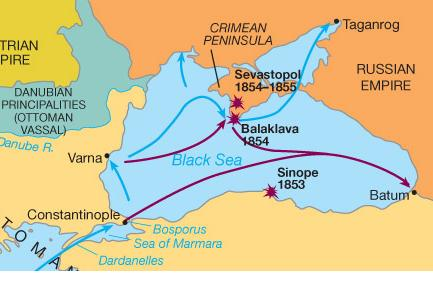 Taganrog
CRIMEAN
PENINSULA
TRIAN
PIRE
Sevastopol
1854–1855
RUSSIAN
EMPIRE
DANUBIAN
PRINCIPALITIES
(OTTOMAN
VASSAL)
Balaklava
1854
Danube R.
Varna
Black Sea
Sinope
1853
Batum
Constantinople
Bosporus
Sea of Marmara
Dardanelles
TOMAN